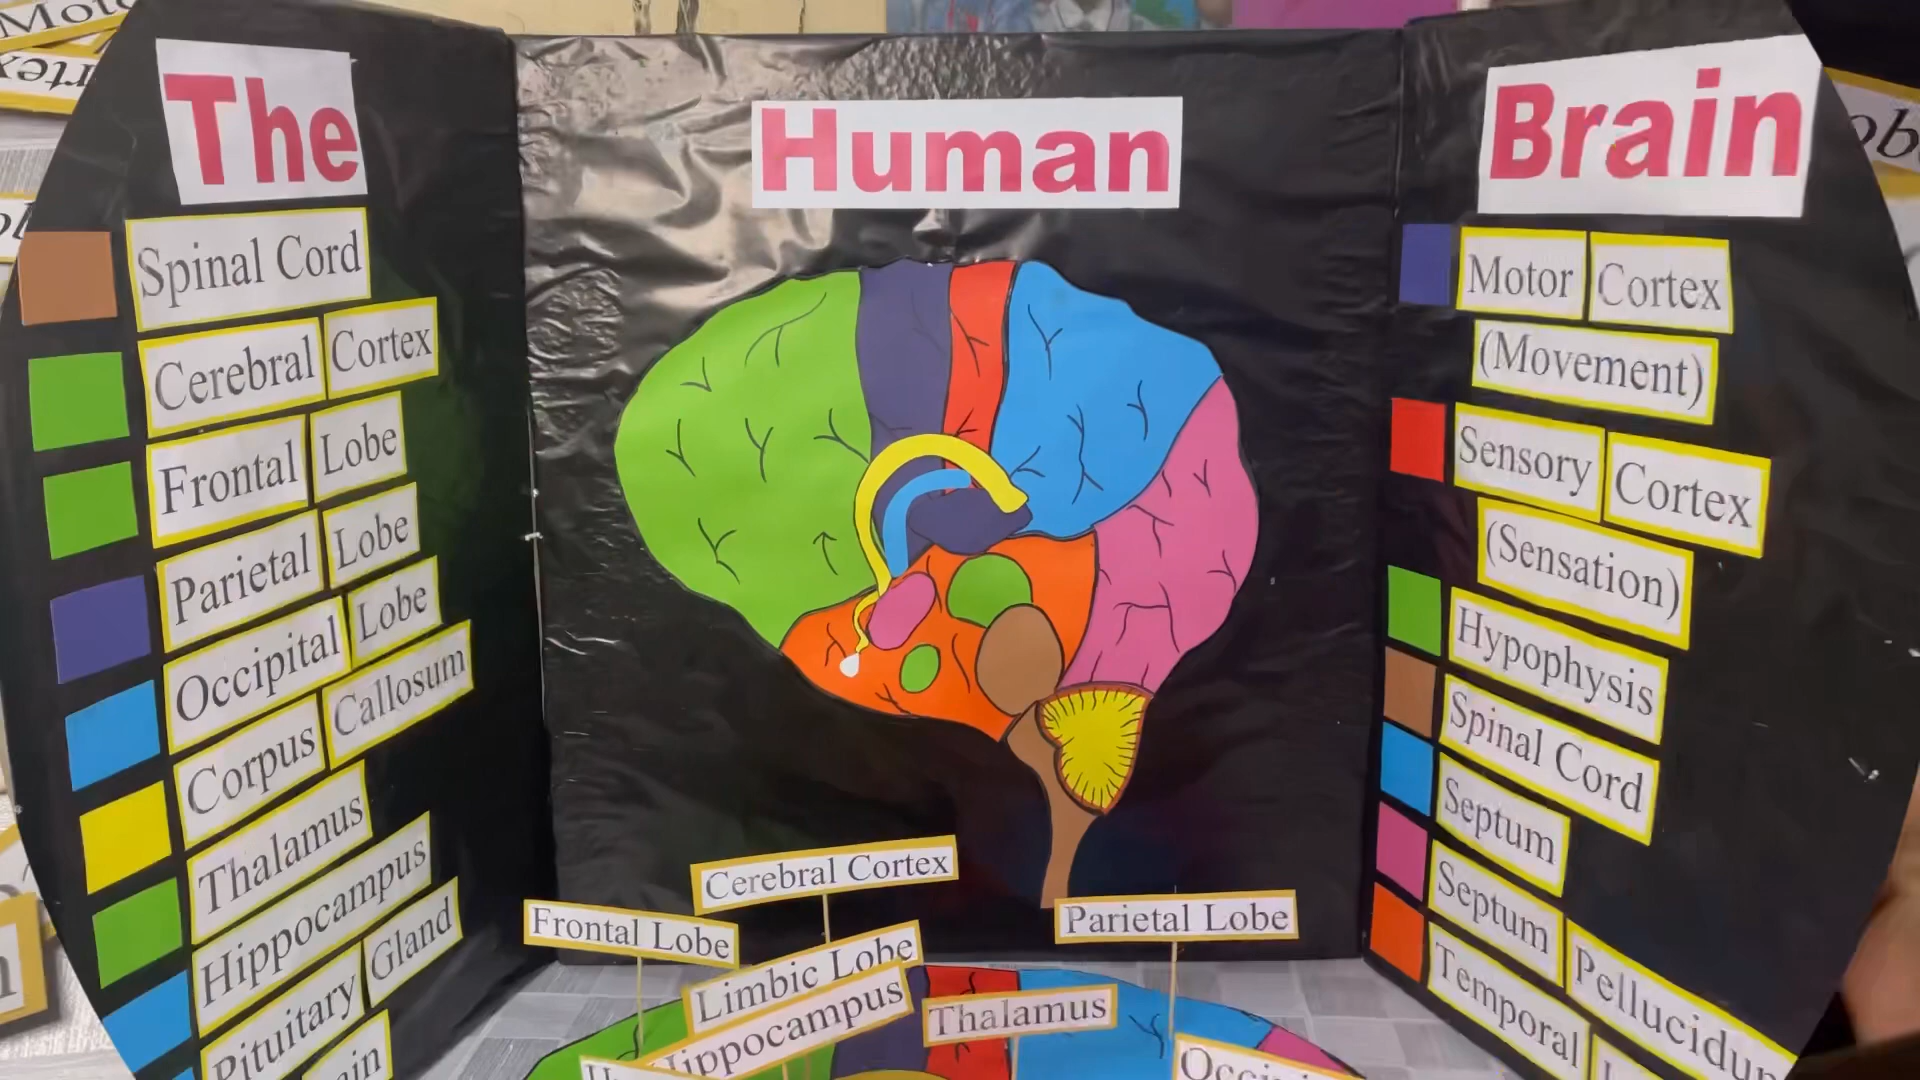 The
Human
Brain
Spinal Cord
Cerebral Cortex
Frontal Lobe
Parietal Lobe
Occipital Lobe
Corpus Callosum
Thalamus
Hippocampus
Pituitary Gland
Motor Cortex
(Movement)
Sensory Cortex
(Sensation)
Hypophysis
Spinal Cord
Septum
Septum Pellucidum
Temporal
Cerebral Cortex
Frontal Lobe
Parietal Lobe
Limbic Lobe
Hippocampus
Thalamus